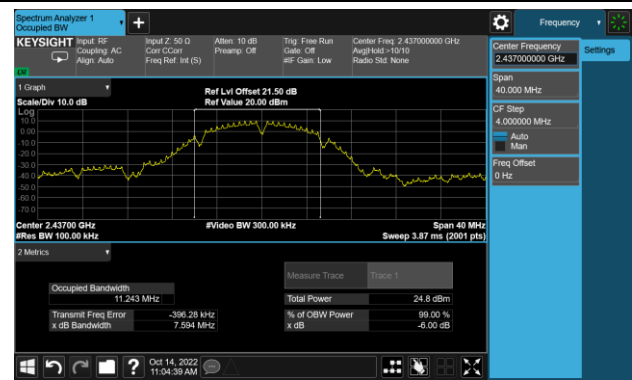 Spectrum Analyzer 1
Occupied BW
+
Frequency
KEYSIGHT
Input: RF
Coupling: AC
Align: Auto
Input Z: 50 Ω
Corr CCorr
Freq Ref: Int (S)
Atten: 10 dB
Preamp: Off
Trig: Free Run
Gate: Off
#IF Gain: Low
Center Freq: 2.437000000 GHz
Avg|Hold:>10/10
Radio Std: None
Center Frequency
2.437000000 GHz
Settings
Span
40.000 MHz
CF Step
4.000000 MHz
Auto
Man
Freq Offset
0 Hz
1 Graph
Scale/Div 10.0 dB
Ref Lvl Offset 21.50 dB
Ref Value 20.00 dBm
Log
10.0
0.00
-10.0
-20.0
-30.0
-40.0
-50.0
-60.0
-70.0
Center 2.43700 GHz
#Res BW 100.00 kHz
#Video BW 300.00 kHz
Span 40 MHz
Sweep 3.87 ms (2001 pts)
2 Metrics
Measure Trace
Trace 1
Occupied Bandwidth
11.243 MHz
Total Power
24.8 dBm
Transmit Freq Error
-396.28 kHz
% of OBW Power
99.00 %
x dB Bandwidth
7.594 MHz
x dB
-6.00 dB
?
Oct 14, 2022
11:04:39 AM